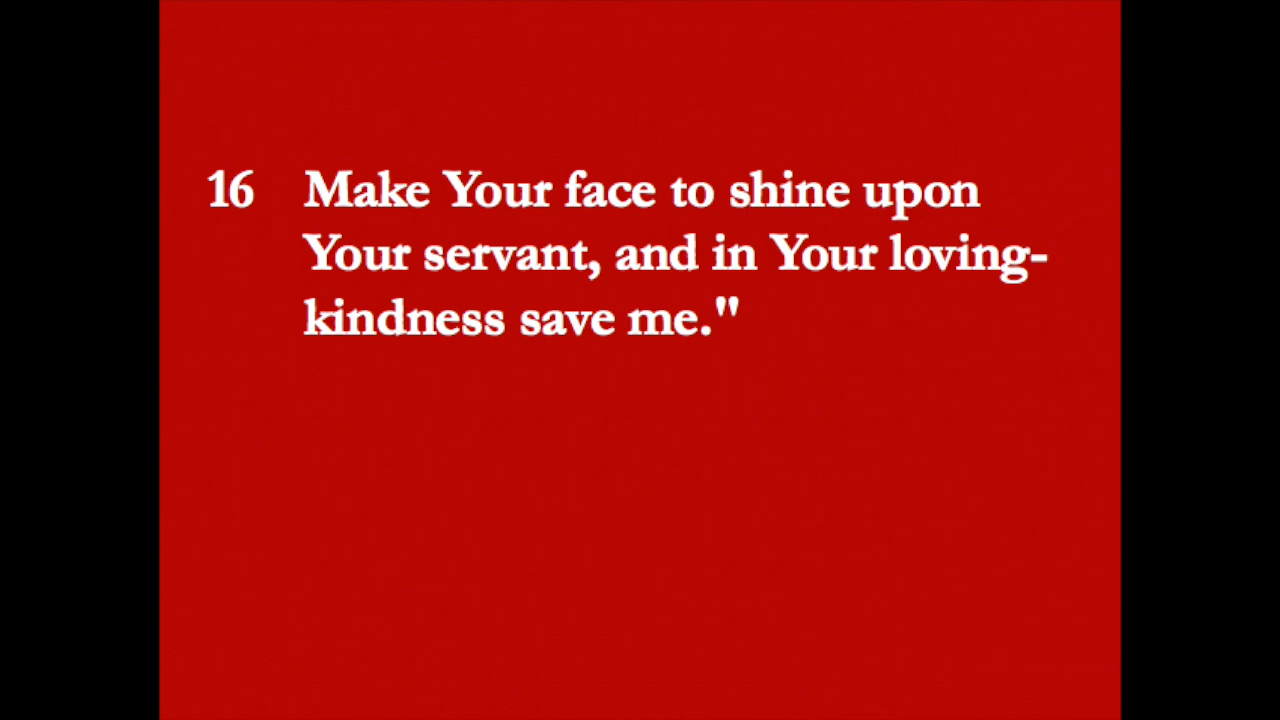 16 Make Your face to shine upon
Your servant, and in Your loving-
kindness save me."